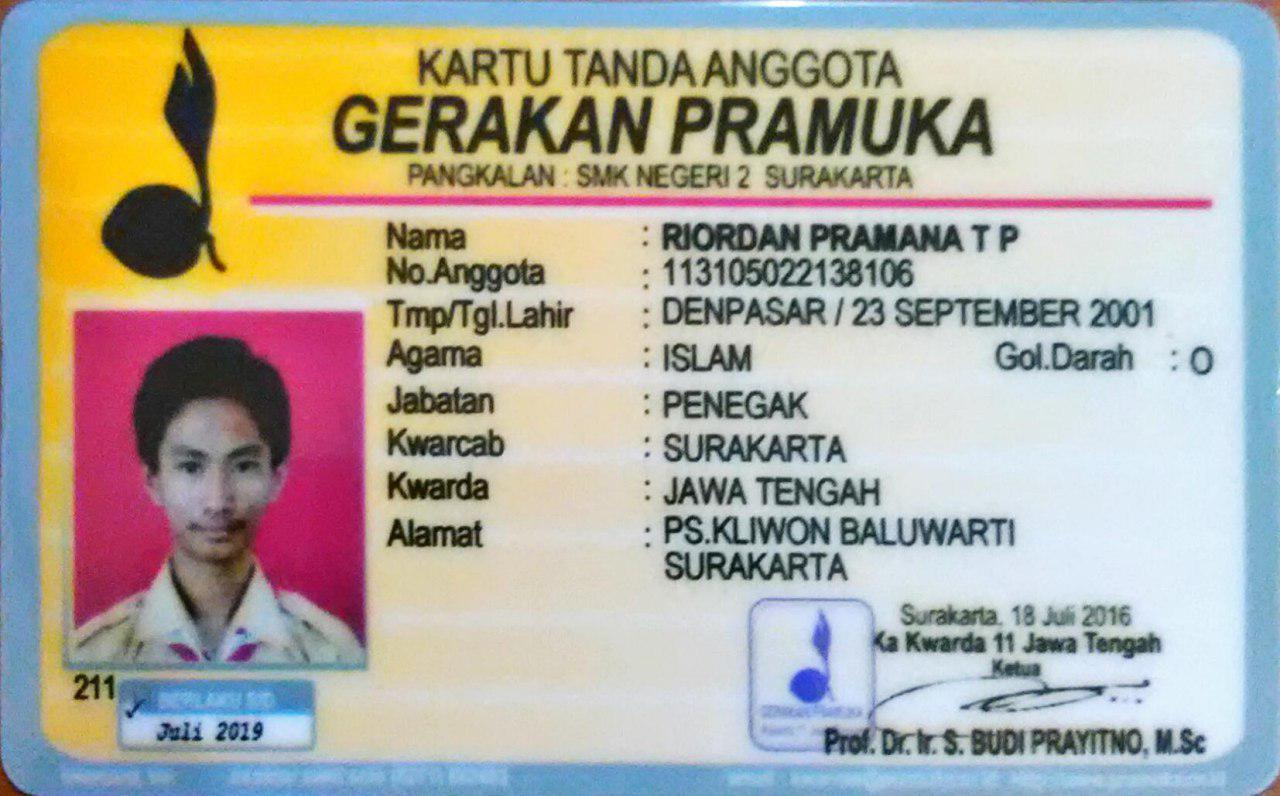 KARTU TANDA ANGGOTA
GERAKAN PRAMUKA
PANGKALAN : SMK NEGERI 2 SURAKARTA
Nama : RIORDAN PRAMANA T P
No.Anggota : 113105022138106
Tmp/Tgl.Lahir : DENPASAR / 23 SEPTEMBER 2001
Agama : ISLAM Gol.Darah : O
Jabatan : PENEGAK
Kwarcab : SURAKARTA
Kwarda : JAWA TENGAH
Alamat : PS.KLIWON BALUWARTI
SURAKARTA
211
BERLAKU S/D
Juli 2019
GERAKAN PRAMUKA
Surakarta, 18 Juli 2016
Ka Kwarda 11 Jawa Tengah
Ketua
Prof. Dr. Ir. S. BUDI PRAYITNO, M.Sc